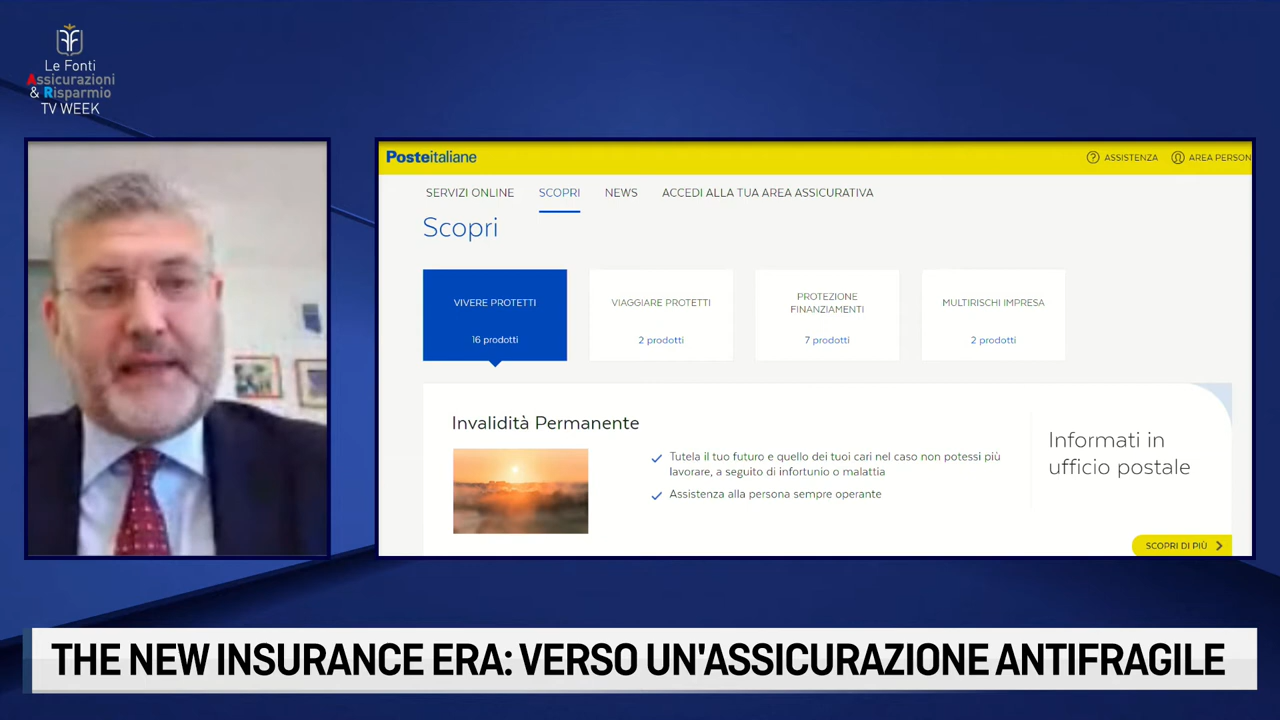 Le Fonti
Assicurazioni
& Risparmio
TV WEEK
Posteitaliane
ASSISTENZA
AREA PERSON
SERVIZI ONLINE
SCOPRI
NEWS
ACCEDI ALLA TUA AREA ASSICURATIVA
Scopri
VIVERE PROTETTI
16 prodotti
VIAGGIARE PROTETTI
2 prodotti
PROTEZIONE
FINANZIAMENTI
7 prodotti
MULTIRISCHI IMPRESA
2 prodotti
Invalidità Permanente
Tutela il tuo futuro e quello dei tuoi cari nel caso non potessi più
lavorare, a seguito di infortunio o malattia
Assistenza alla persona sempre operante
Informati in
ufficio postale
SCOPRI DI PIÙ
THE NEW INSURANCE ERA: VERSO UN'ASSICURAZIONE ANTIFRAGILE